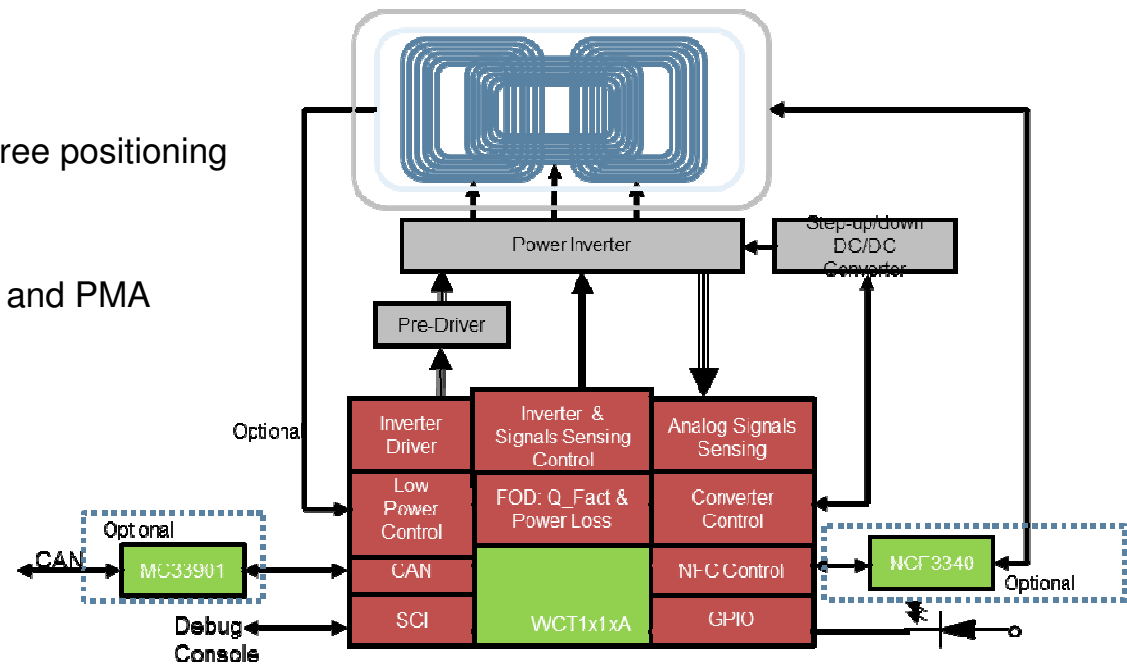 ree positioning
and PMA
Power Inverter
Step-up/down
DC/DC
Converter
Pre-Driver
Optional
Inverter
Driver
Inverter &
Signals Sensing
Control
Analog Signals
Sensing
Low
Power
Control
FOD: Q_Fact &
Power Loss
Converter
Control
Optional
CAN
MC33901
CAN
NFC Control
NCF3340
Optional
SCI
WCT1x1xA
GPIO
Debug
Console